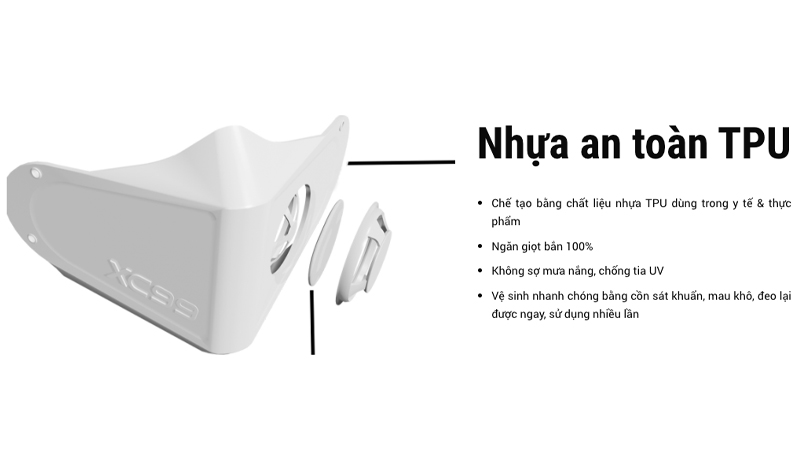 Nhựa an toàn TPU
Chế tạo bằng chất liệu nhựa TPU dùng trong y tế & thực
phẩm
Ngăn giọt bắn 100%
Không sợ mưa nắng, chống tia UV
Vệ sinh nhanh chóng bằng cồn sát khuẩn, mau khô, đeo lại
được ngay, sử dụng nhiều lần
XC99